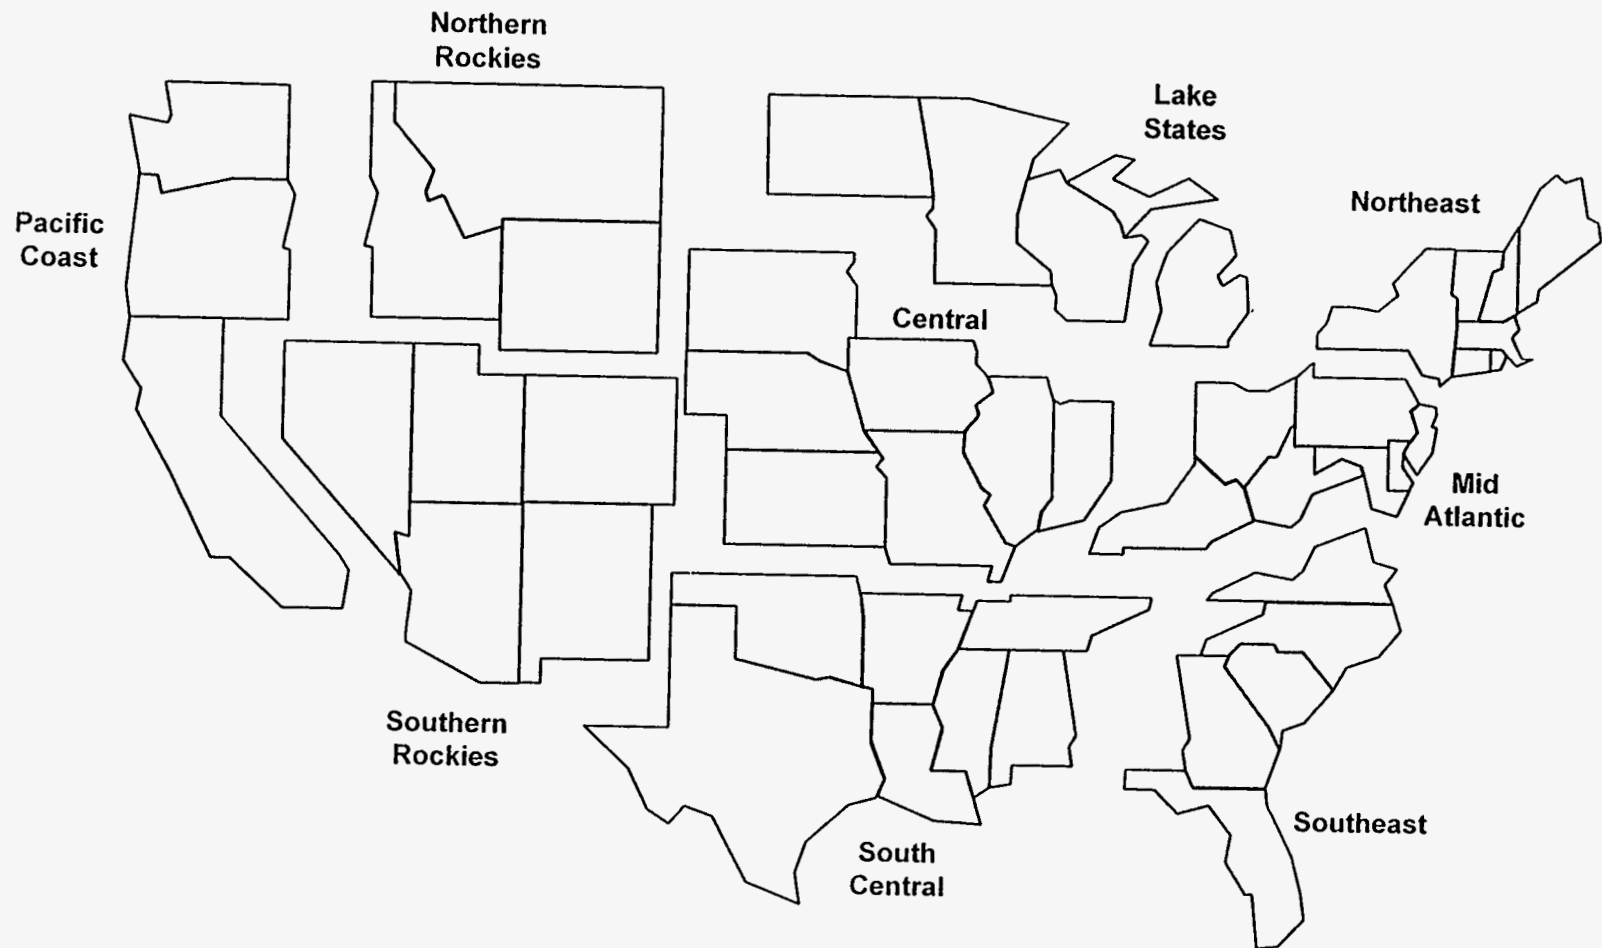 Northern
Rockies
Lake
States
Northeast
Pacific
Coast
Central
Mid
Atlantic
Southern
Rockies
Southeast
South
Central